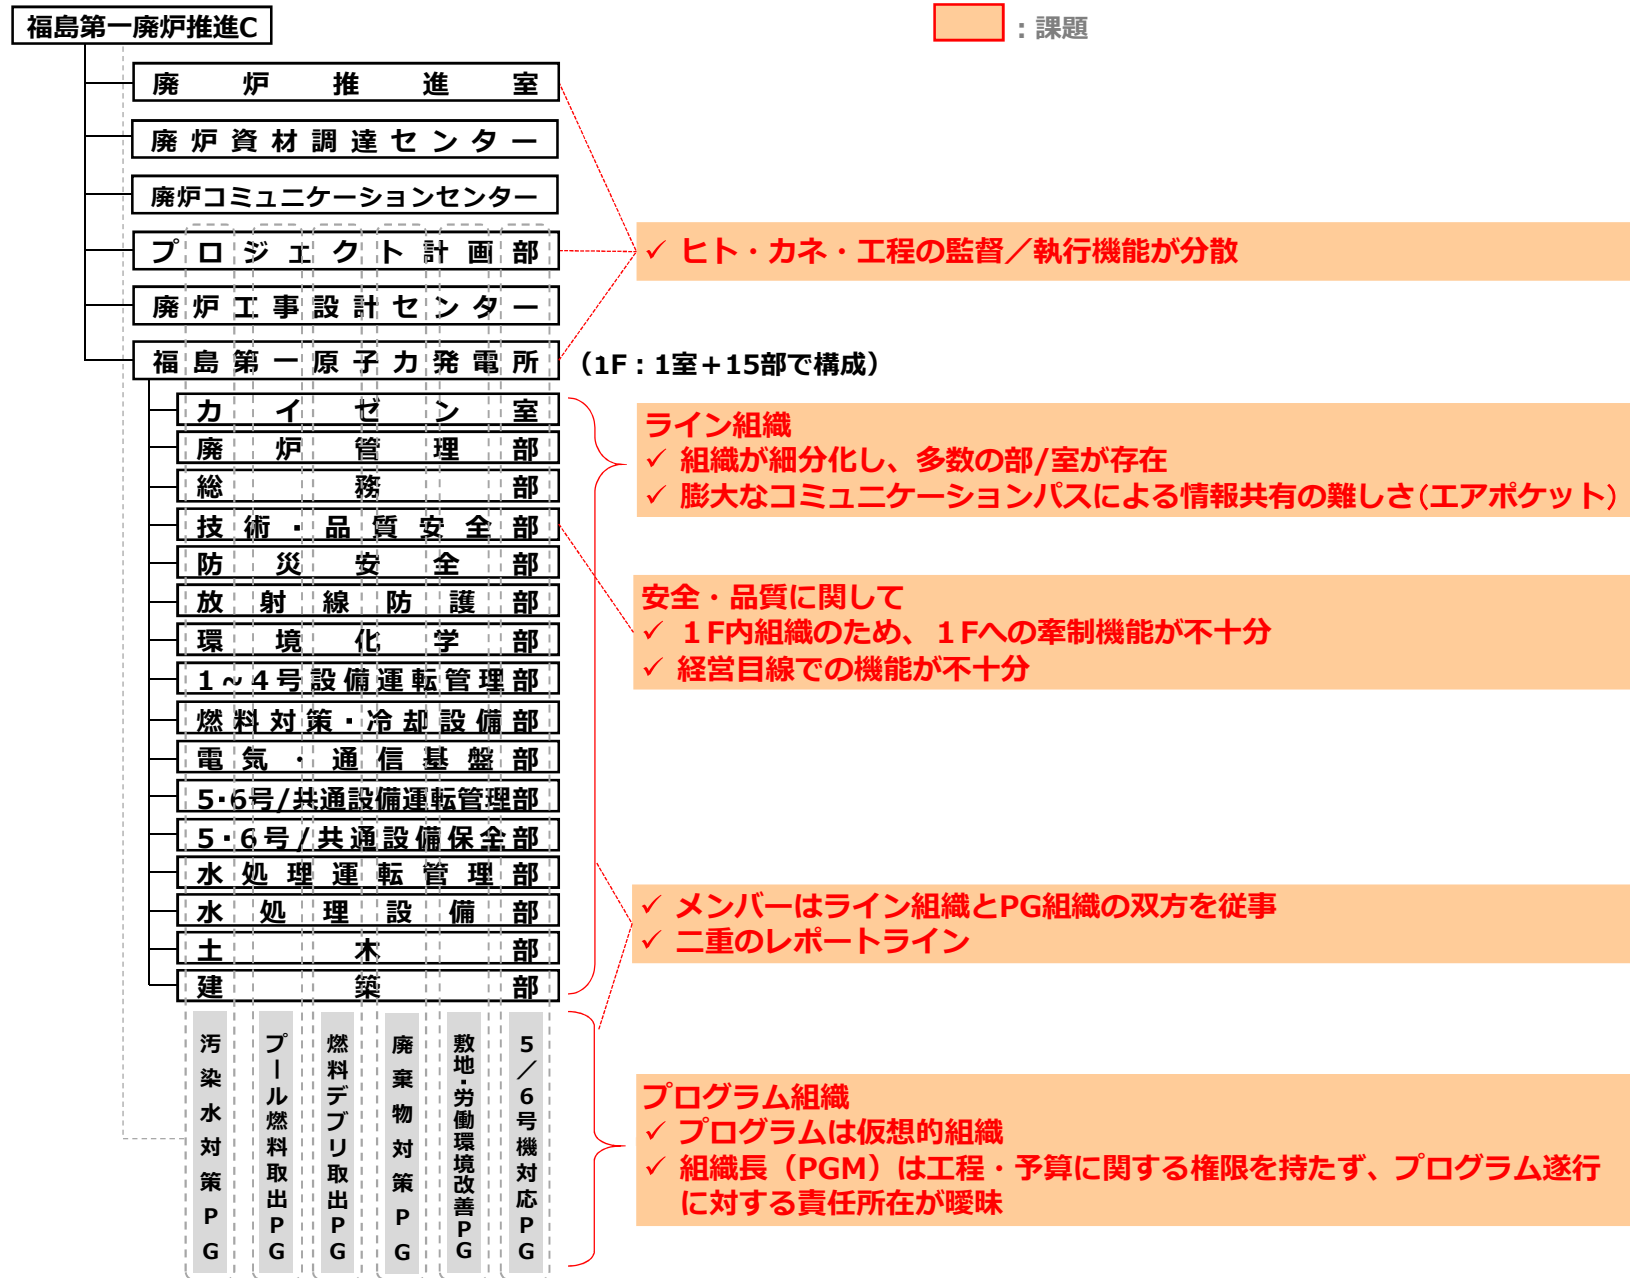 福島第一廃炉推進C
：課題
廃炉推進室
廃炉資材調達センター
廃炉コミュニケーションセンター
プロジェクト計画部
✓ ヒト・カネ・工程の監督／執行機能が分散
廃炉工事設計センター
福島第一原子力発電所
（1F：1室＋15部で構成）
カイゼン室
廃炉管理部
総務部
技術・品質安全部
防災安全部
放射線防護部
環境化学部
1～4号設備運転管理部
燃料対策・冷却設備部
電気・通信基盤部
5・6号/共通設備運転管理部
5・6号/共通設備保全部
水処理運転管理部
水処理設備部
土木部
建築部
ライン組織
✓ 組織が細分化し、多数の部/室が存在
✓ 膨大なコミュニケーションパスによる情報共有の難しさ（エアポケット）
安全・品質に関して
✓ １F内組織のため、１Fへの牽制機能が不十分
✓ 経営目線での機能が不十分
✓ メンバーはライン組織とPG組織の双方を従事
✓ 二重のレポートライン
汚染水対策PG
プール燃料取出PG
燃料デブリ取出PG
廃棄物対策PG
敷地・労働環境改善PG
5／6号機対応PG
プログラム組織
✓ プログラムは仮想的組織
✓ 組織長（PGM）は工程・予算に関する権限を持たず、プログラム遂行
に対する責任所在が曖昧